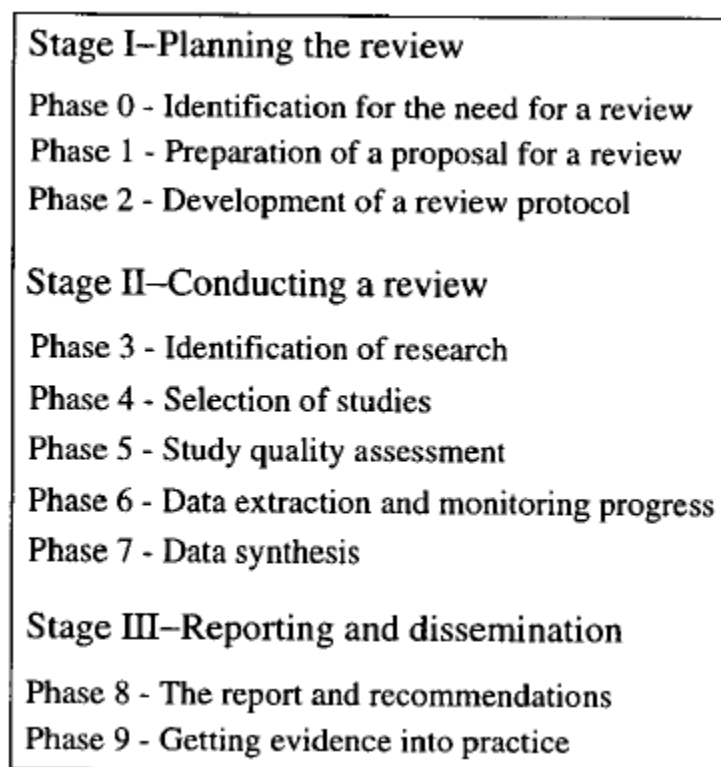 Stage I–Planning the review
Phase 0 - Identification for the need for a review
Phase 1 - Preparation of a proposal for a review
Phase 2 - Development of a review protocol
Stage II–Conducting a review
Phase 3 - Identification of research
Phase 4 - Selection of studies
Phase 5 - Study quality assessment
Phase 6 - Data extraction and monitoring progress
Phase 7 - Data synthesis
Stage III–Reporting and dissemination
Phase 8 - The report and recommendations
Phase 9 - Getting evidence into practice